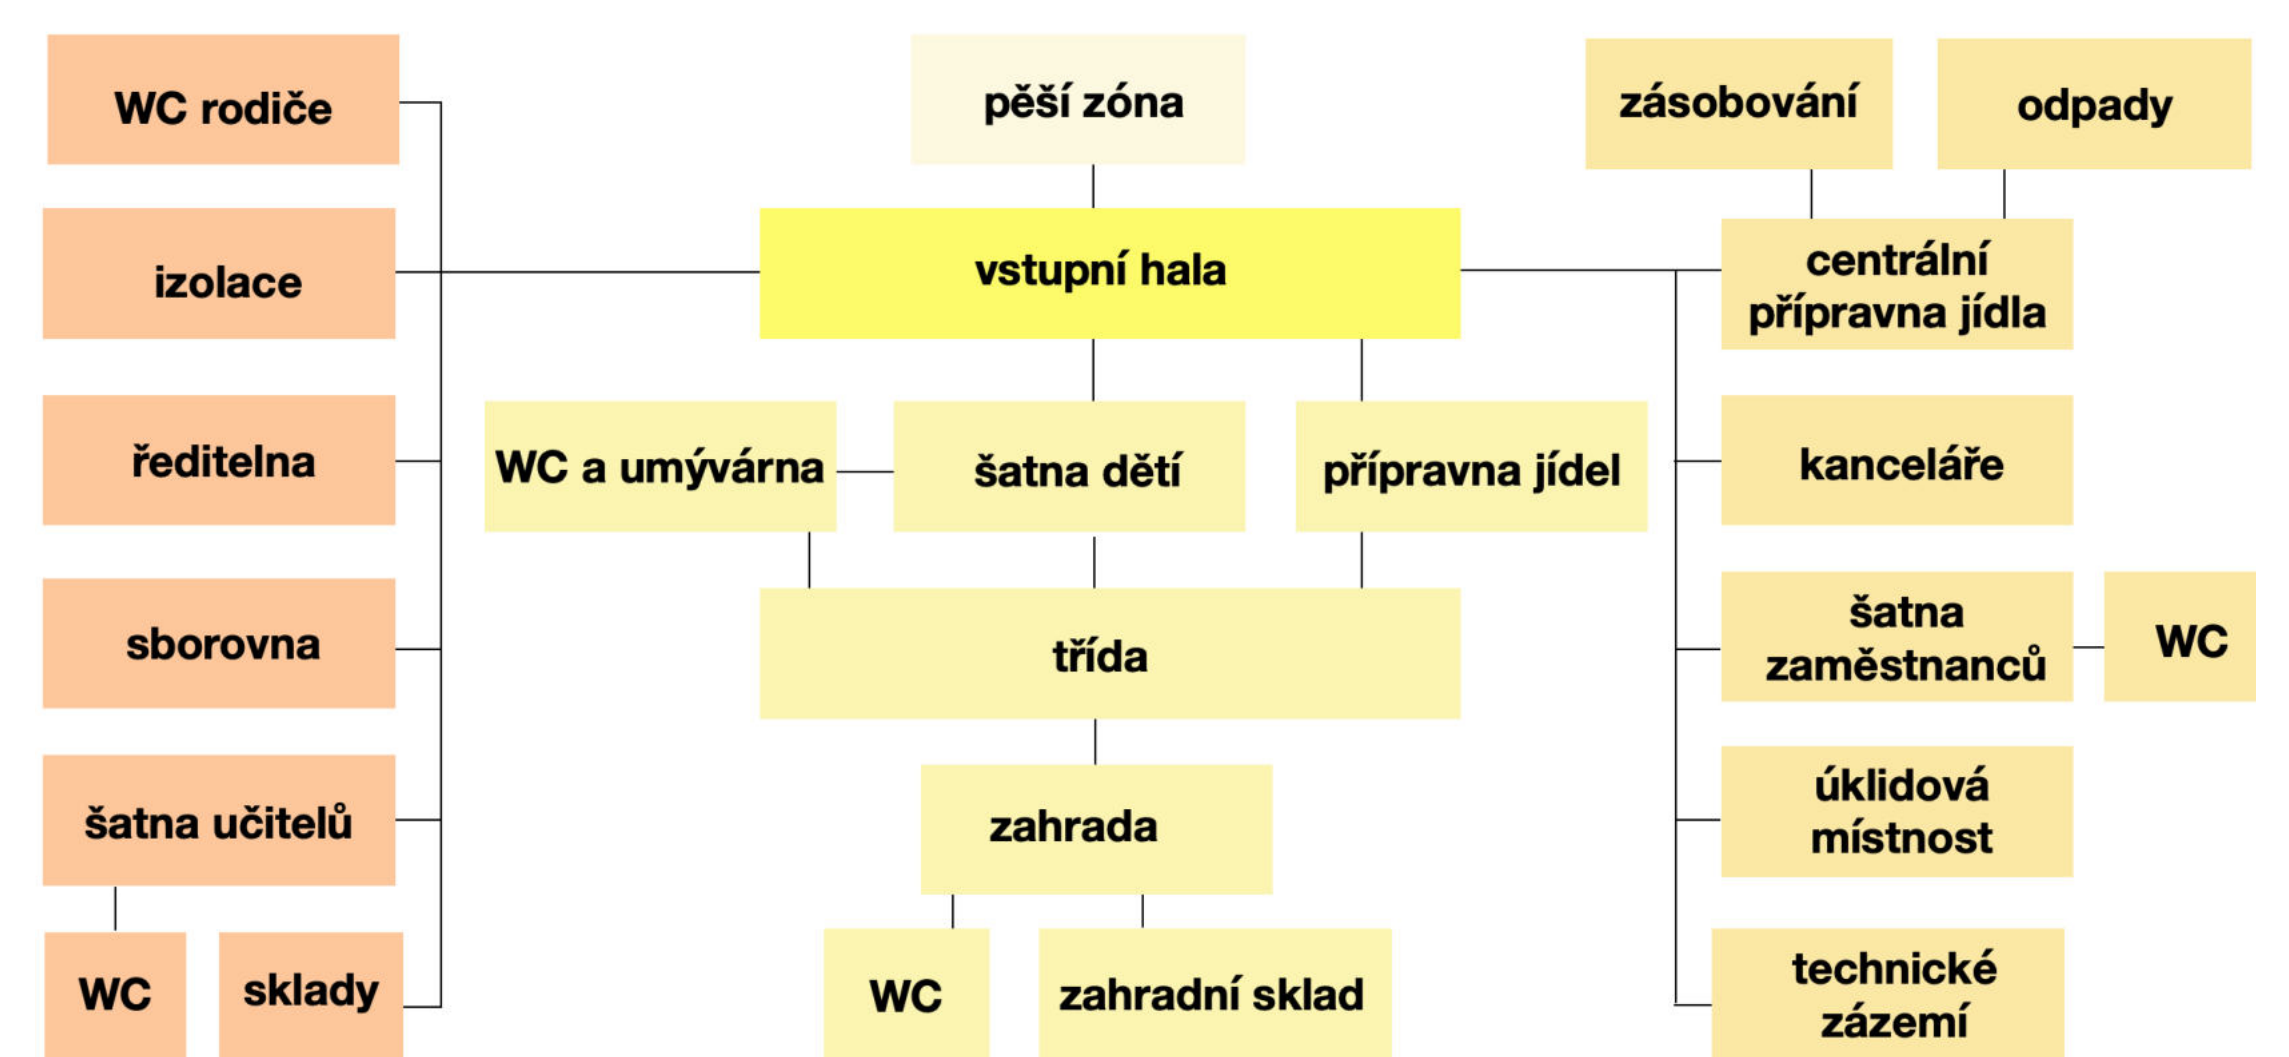 WC rodiče
pěší zóna
zásobování
odpady
izolace
vstupní hala
centrální
přípravna jídla
ředitelna
WC a umývárna
šatna dětí
přípravna jídel
kanceláře
sborovna
třída
šatna
zaměstnanců
WC
šatna učitelů
zahrada
úklidová
místnost
WC
sklady
WC
zahradní sklad
technické
zázemí